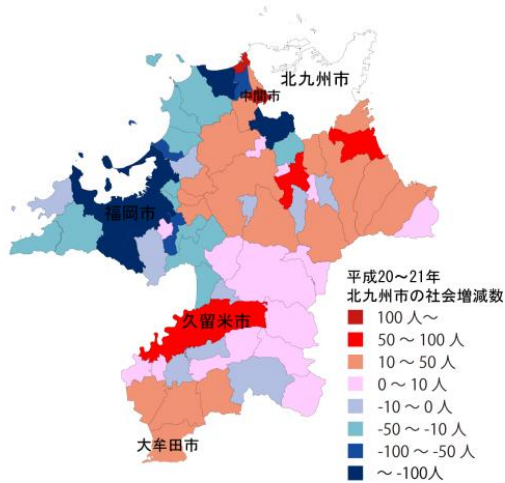 北九州市
中間市
福岡市
久留米市
大牟田市
平成20～21年
北九州市の社会増減数
100 人～
50 ～ 100 人
10 ～ 50 人
0 ～ 10 人
-10 ～ 0 人
-50 ～ -10 人
-100 ～ -50 人
～ -100人